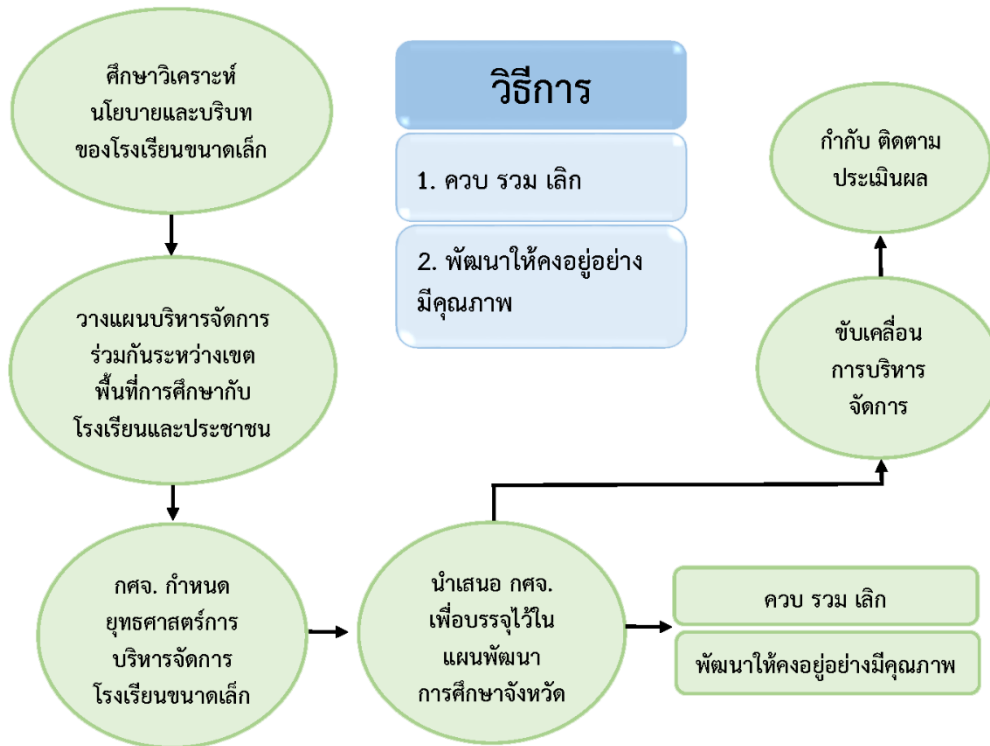 ศึกษาวิเคราะห์
นโยบายและบริบท
ของโรงเรียนขนาดเล็ก
วิธีการ
1. ควบ รวม เลิก
2. พัฒนาให้คงอยู่อย่าง
มีคุณภาพ
กำกับ ติดตาม
ประเมินผล
วางแผนบริหารจัดการ
ร่วมกันระหว่างเขต
พื้นที่การศึกษากับ
โรงเรียนและประชาชน
ขับเคลื่อน
การบริหาร
จัดการ
กศจ. กำหนด
ยุทธศาสตร์การ
บริหารจัดการ
โรงเรียนขนาดเล็ก
นำเสนอ กศจ.
เพื่อบรรจุไว้ใน
แผนพัฒนา
การศึกษาจังหวัด
ควบ รวม เลิก
พัฒนาให้คงอยู่อย่างมีคุณภาพ